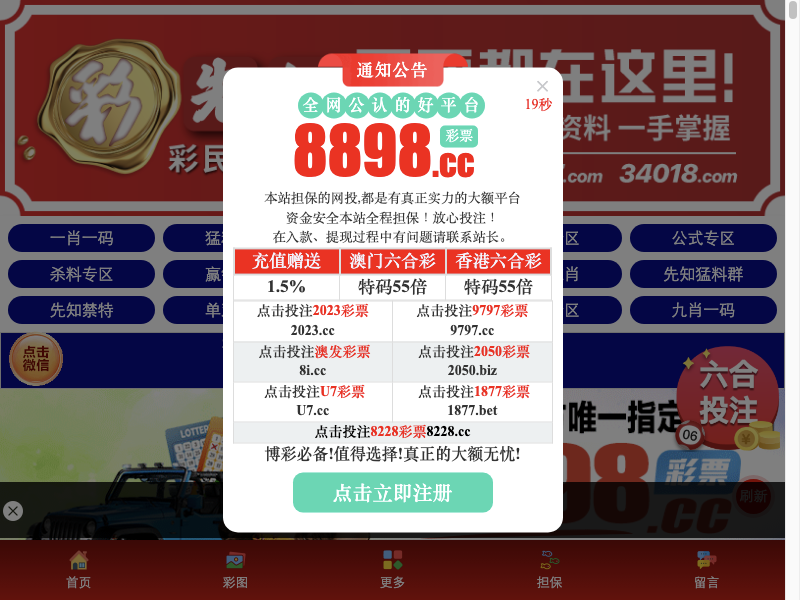 都在这里!
彩民
资料 一手掌握
.com 34018.com
一肖一码
区
公式专区
杀料专区
肖
先知猛料群
先知禁特
区
九肖一码
点击
微信
通知公告
19秒
全网公认的好平台
8898.cc
彩票
本站担保的网投,都是有真正实力的大额平台
资金安全本站全程担保！放心投注！
在入款、提现过程中有问题请联系站长。
充值赠送 澳门六合彩 香港六合彩
1.5% 特码55倍 特码55倍
点击投注2023彩票 点击投注9797彩票
2023.cc 9797.cc
点击投注澳发彩票 点击投注2050彩票
8i.cc 2050.biz
点击投注U7彩票 点击投注1877彩票
U7.cc 1877.bet
点击投注8228彩票8228.cc
博彩必备!值得选择!真正的大额无忧!
点击立即注册
六合
投注
06
唯一指定
LOTTER
98
彩票
.cc
刷新
首页 彩图 更多 担保 留言